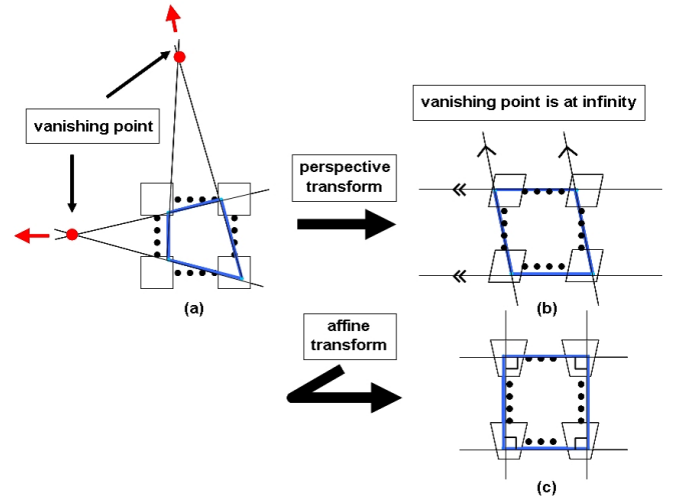 vanishing point
vanishing point is at infinity
perspective
transform
(a)
(b)
affine
transform
(c)